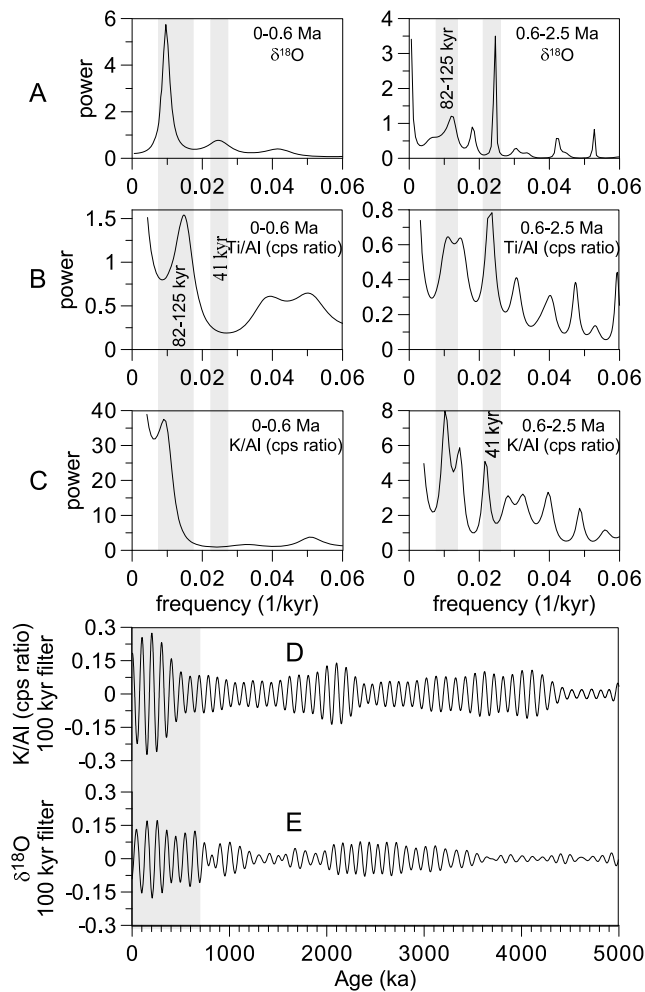 A
power
6
4
2
0
0-0.6 Ma
δ¹⁸O
82-125 kyr
0
0.02
0.04
0.06
4
3
2
1
0
0.6-2.5 Ma
δ¹⁸O
82-125 kyr
0
0.02
0.04
0.06
B
power
1.5
1
0.5
0
0-0.6 Ma
Ti/Al (cps ratio)
82-125 kyr
41 kyr
0
0.02
0.04
0.06
0.8
0.6
0.4
0.2
0
0.6-2.5 Ma
Ti/Al (cps ratio)
0
0.02
0.04
0.06
C
power
40
30
20
10
0
0-0.6 Ma
K/Al (cps ratio)
0
0.02
0.04
0.06
frequency (1/kyr)
8
6
4
2
0
0.6-2.5 Ma
K/Al (cps ratio)
41 kyr
0
0.02
0.04
0.06
frequency (1/kyr)
K/Al (cps ratio)
100 kyr filter
0.3
0.15
0
-0.15
-0.3
D
δ¹⁸O
100 kyr filter
0.3
0.15
0
-0.15
-0.3
E
0
1000
2000
3000
4000
5000
Age (ka)